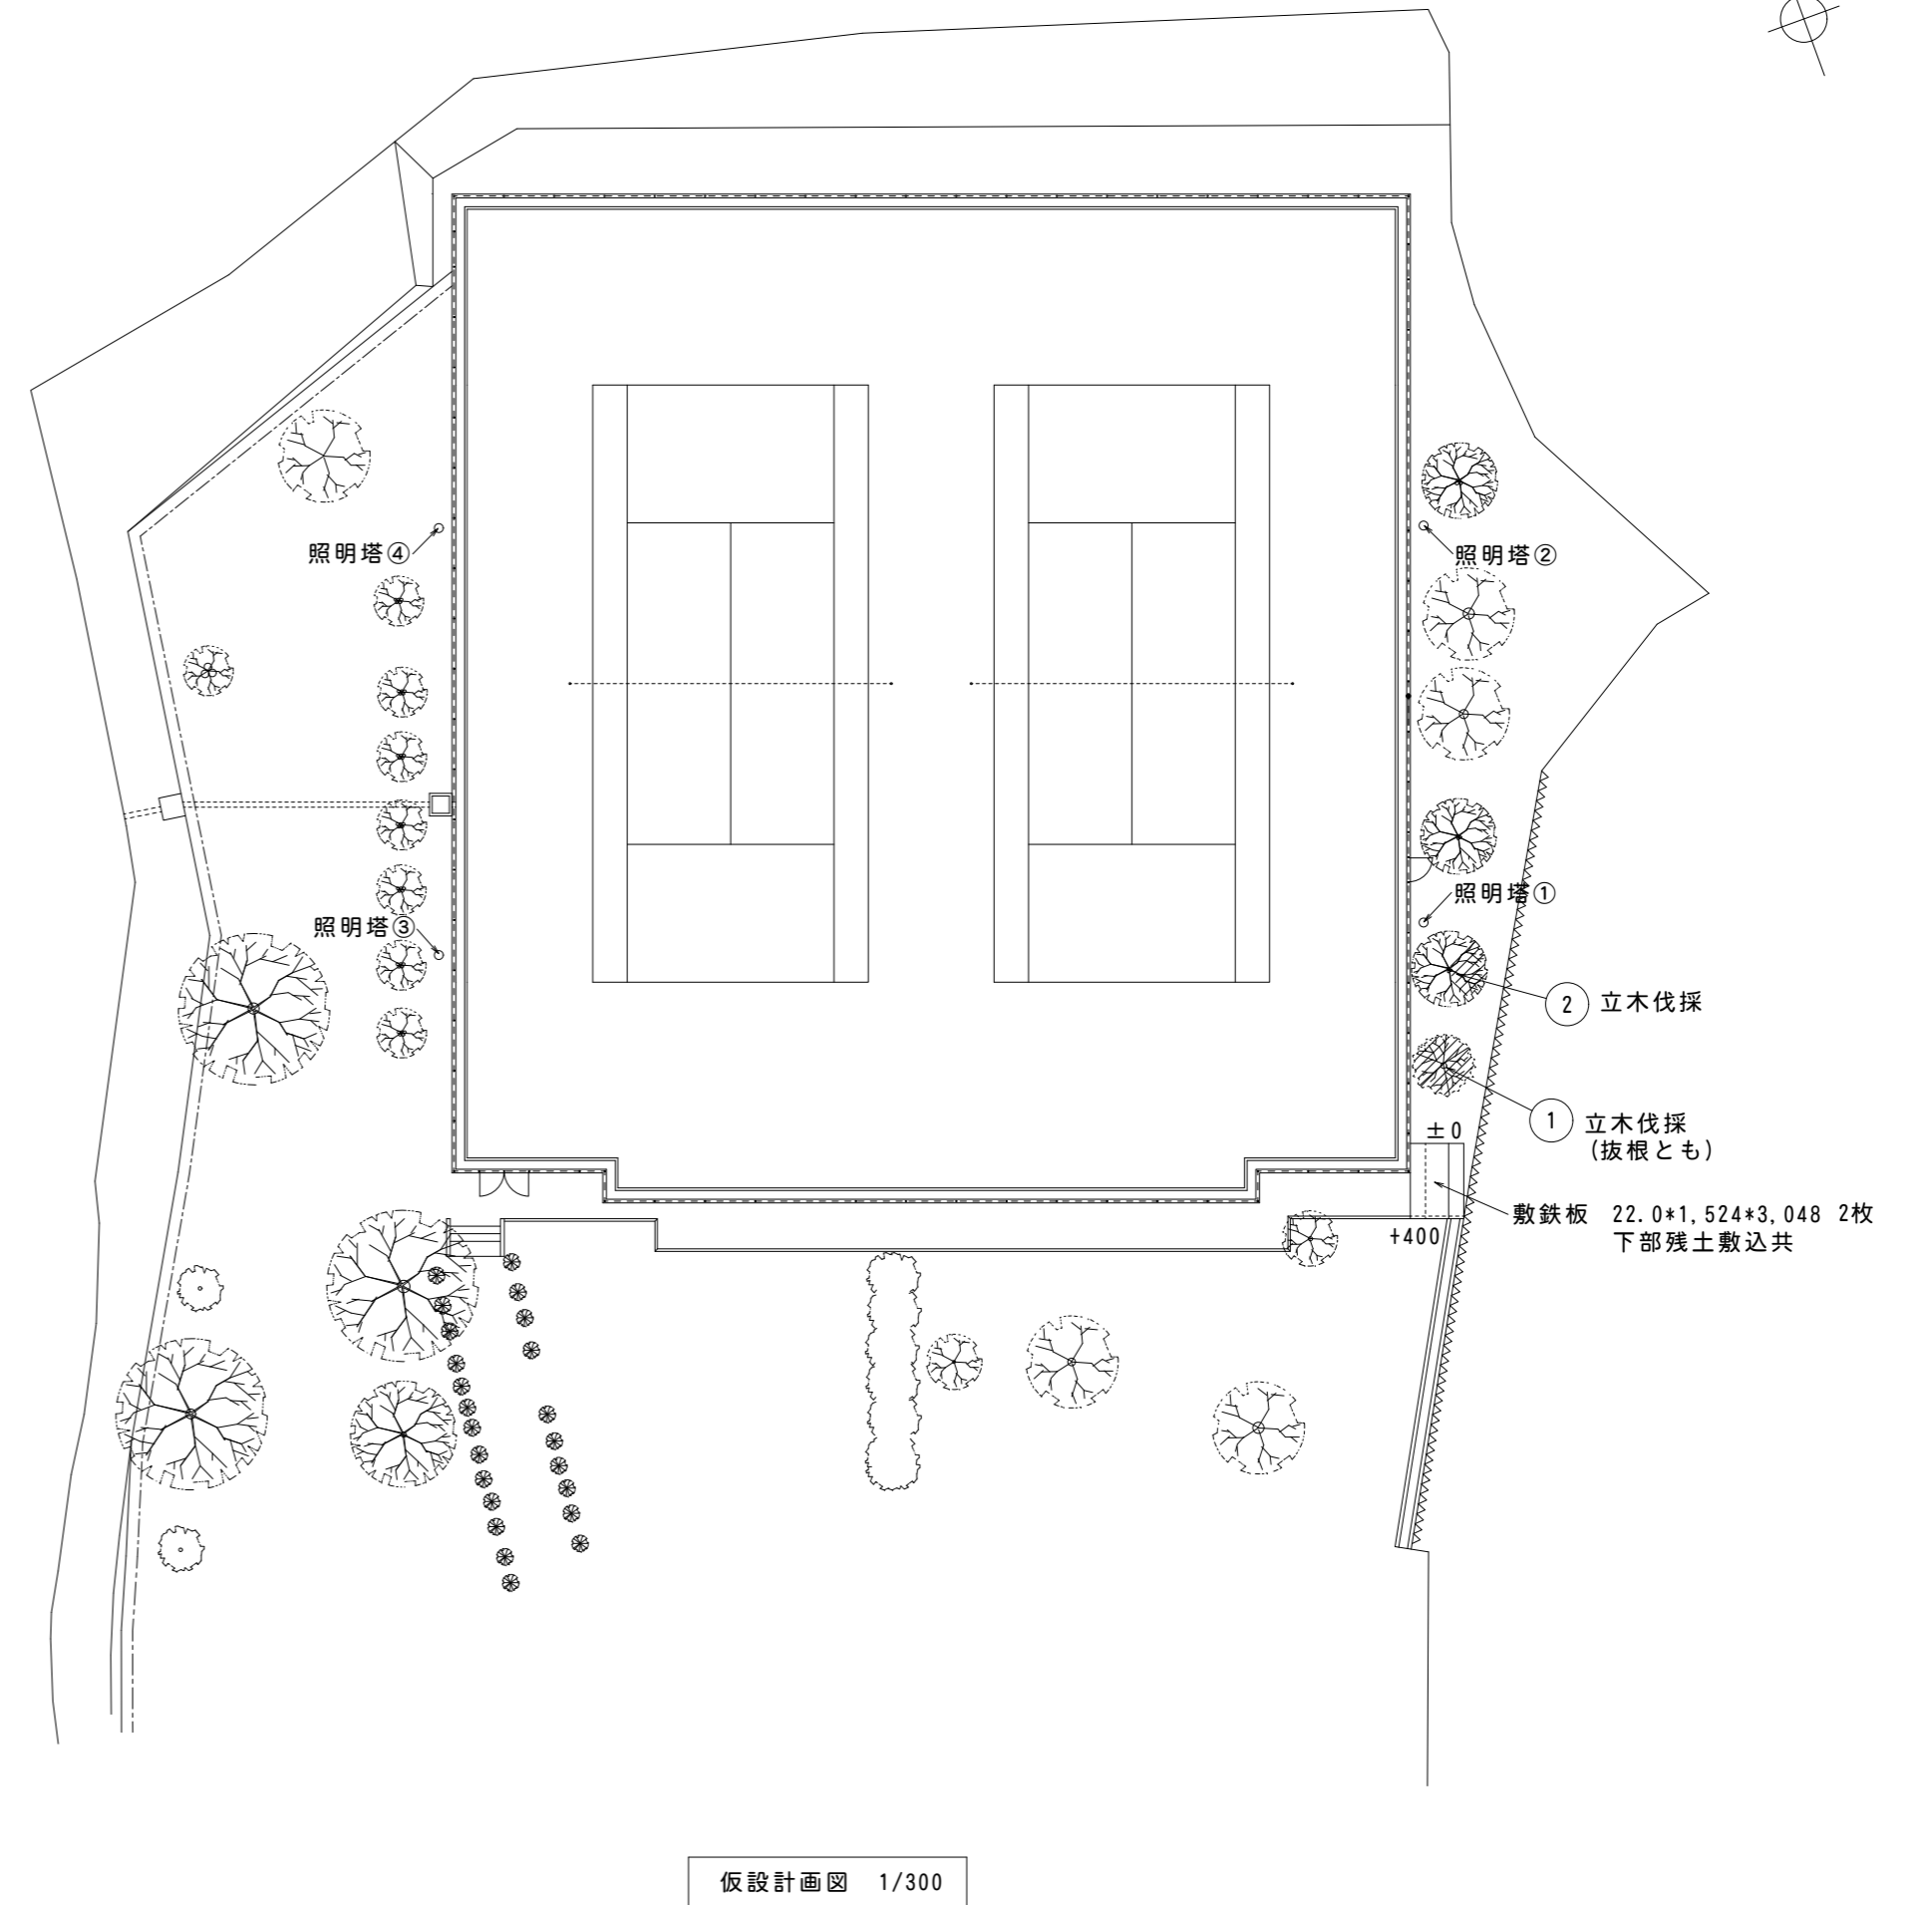 照明塔④
照明塔②
照明塔①
照明塔③
2 立木伐採
1 立木伐採
(抜根とも)
±0
敷鉄板 22.0*1,524*3,048 2枚
下部残土敷込共
+400
仮設計画図 1/300